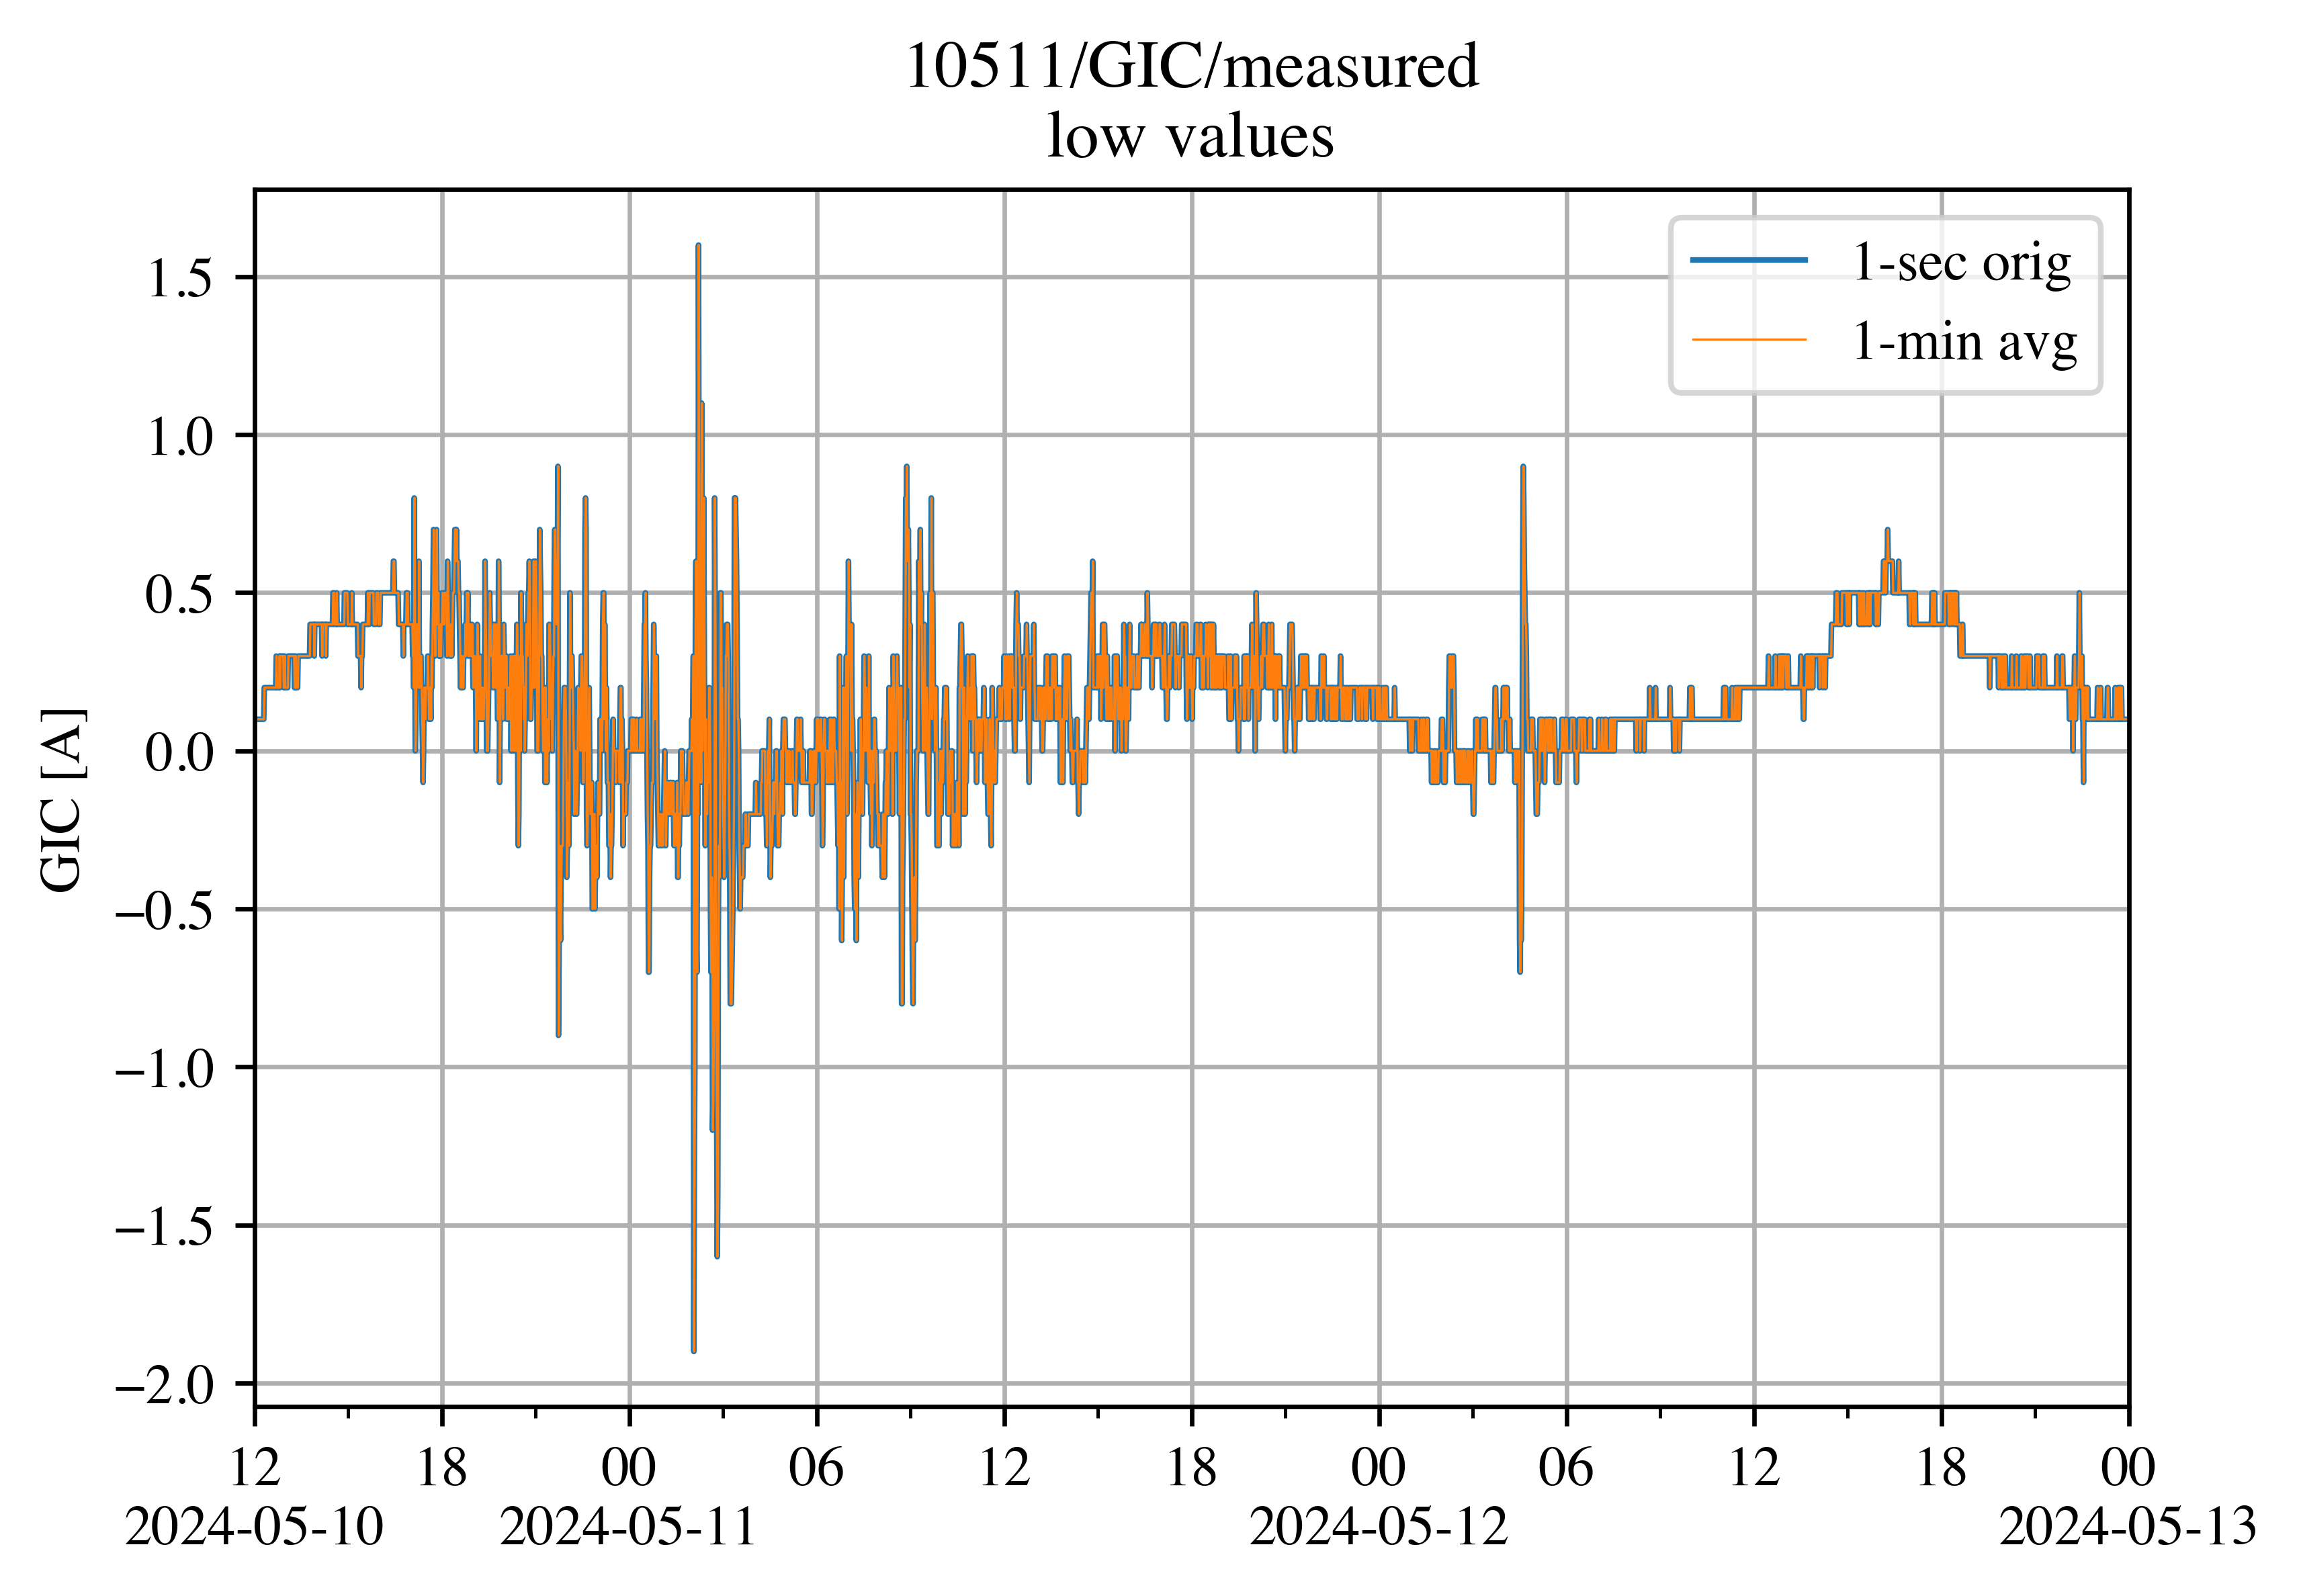 10511/GIC/measured
low values
1-sec orig
1-min avg
GIC [A]
1.5
1.0
0.5
0.0
−0.5
−1.0
−1.5
−2.0
12 18 00 06 12 18 00 06 12 18 00
2024-05-10 2024-05-11 2024-05-12 2024-05-13